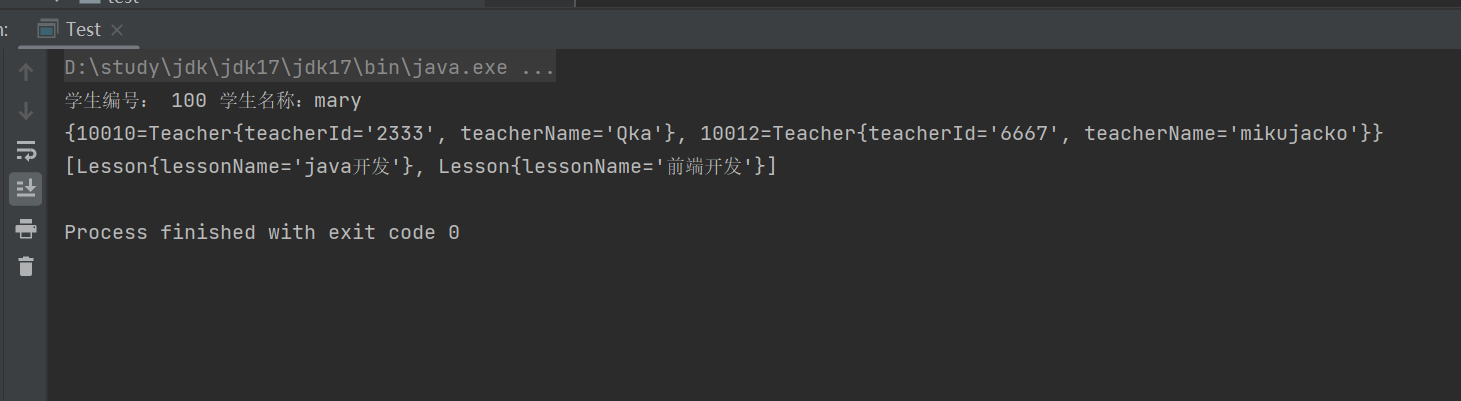 test
n:
Test
D:\study\jdk\jdk17\jdk17\bin\java.exe ...
学生编号： 100 学生名称：mary
{10010=Teacher{teacherId='2333', teacherName='Qka'}, 10012=Teacher{teacherId='6667', teacherName='mikujacko'}}
[Lesson{lessonName='java开发'}, Lesson{lessonName='前端开发'}]
Process finished with exit code 0